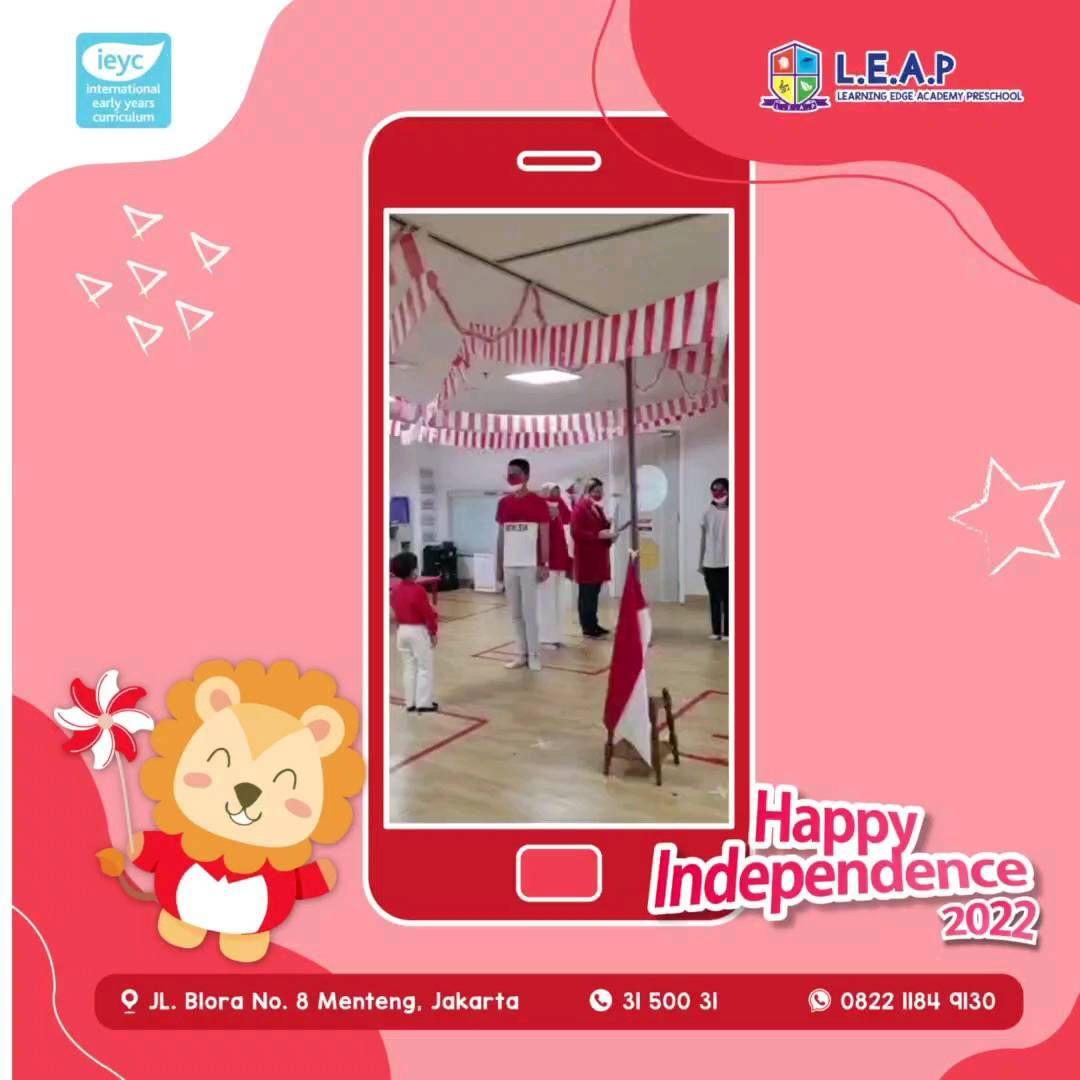 ieyc
international
early years
curriculum
L.E.A.P
LEARNING EDGE ACADEMY PRESCHOOL
L.E.A.P
Happy
Independence
2022
JL. Blora No. 8 Menteng, Jakarta
31 500 31
0822 1184 9130